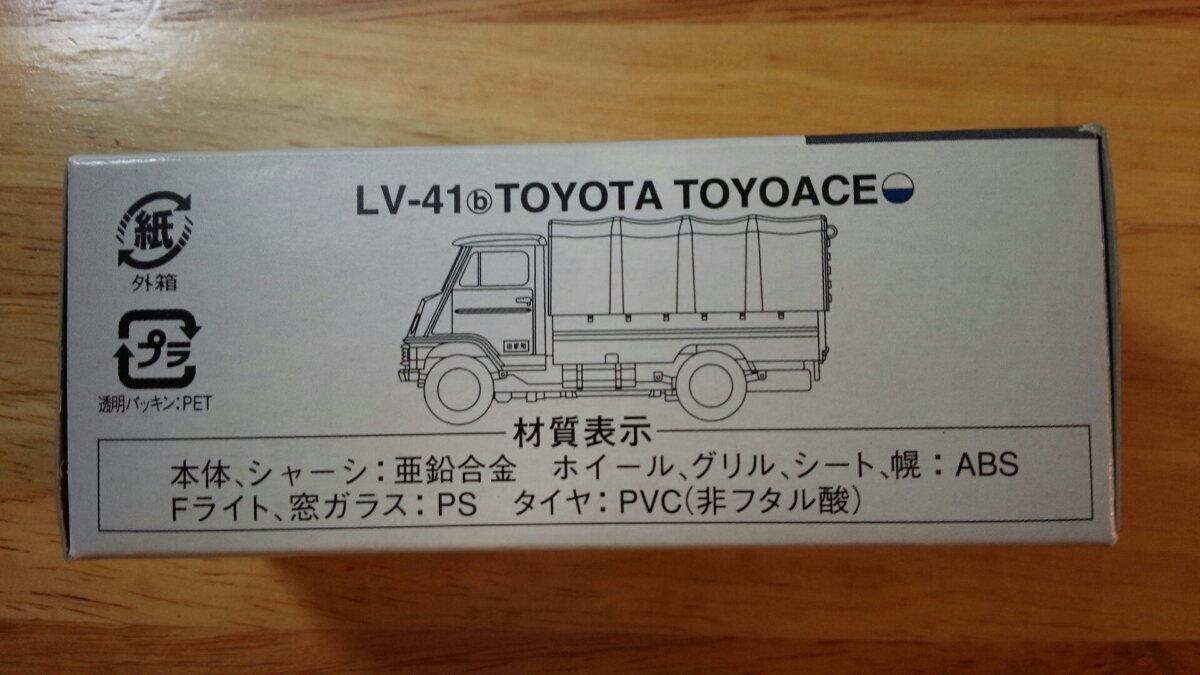 LV-41ⓑTOYOTA TOYOACE
紙
外箱
プラ
透明パッキン:PET
自家用
材質表示
本体、シャーシ:亜鉛合金　ホイール、グリル、シート、幌:ABS
Fライト、窓ガラス:PS　タイヤ:PVC(非フタル酸)